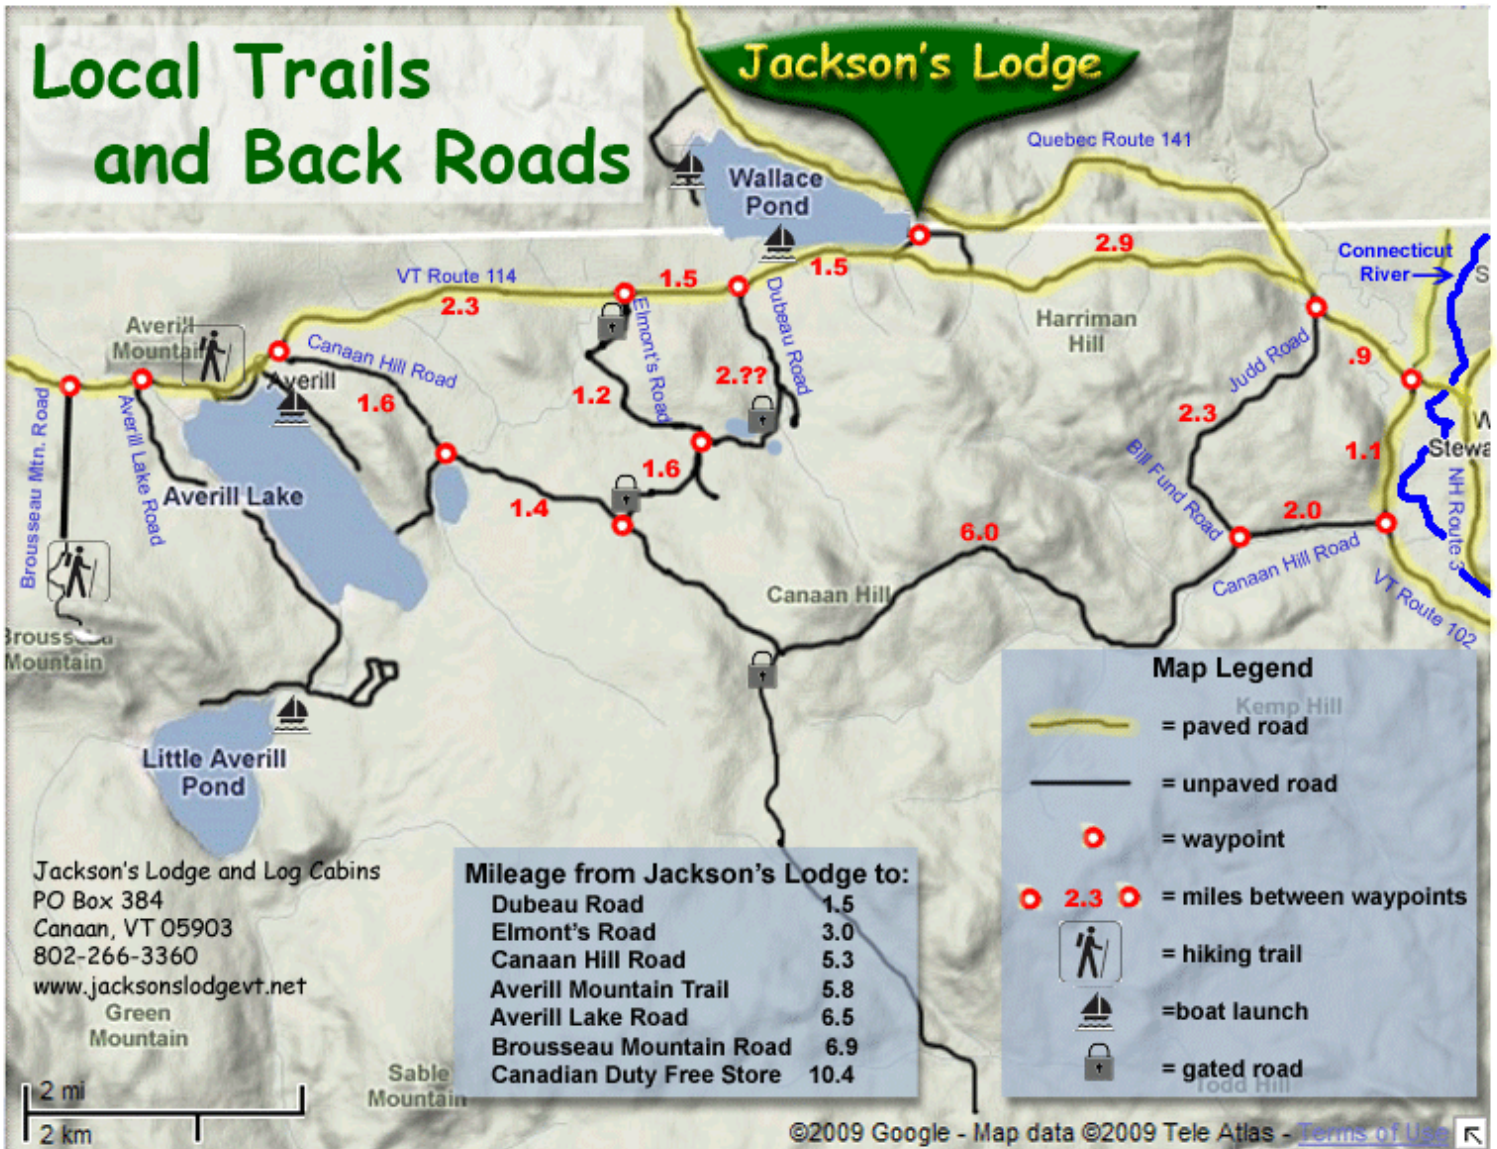 Local Trails
and Back Roads
Jackson's Lodge
Quebec Route 141
Wallace
Pond
Connecticut
River
VT Route 114
2.3
1.5
1.5
2.9
Averill
Mountain
Canaan Hill Road
Averill
1.6
Elmont's Road
1.2
Dubeau Road
2.??
Harriman
Hill
Judd Road
.9
2.3
1.1
Brousseau Mtn. Road
Averill Lake Road
Averill Lake
1.4
1.6
6.0
Bill Fund Road
2.0
Canaan Hill Road
NH Route 3
VT Route 102
Stewa
Canaan Hill
Brousseau
Mountain
Little Averill
Pond
Map Legend
Kemp Hill
= paved road
= unpaved road
= waypoint
2.3 = miles between waypoints
= hiking trail
=boat launch
= gated road
Todd Hill
Jackson's Lodge and Log Cabins
PO Box 384
Canaan, VT 05903
802-266-3360
www.jacksonslodgevt.net
Green
Mountain
Sable
Mountain
Mileage from Jackson's Lodge to:
Dubeau Road 1.5
Elmont's Road 3.0
Canaan Hill Road 5.3
Averill Mountain Trail 5.8
Averill Lake Road 6.5
Brousseau Mountain Road 6.9
Canadian Duty Free Store 10.4
2 mi
2 km
©2009 Google - Map data ©2009 Tele Atlas - Terms of Use